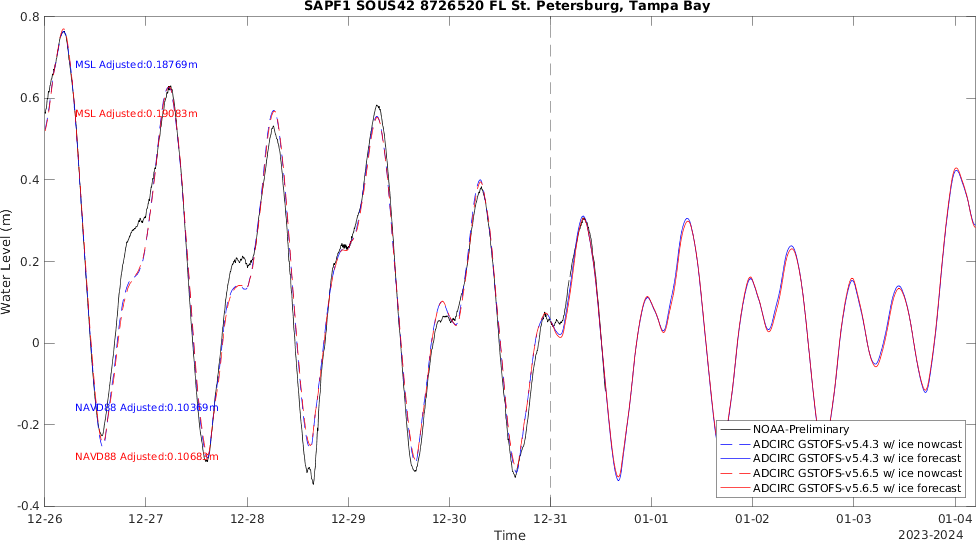 SAPF1 SOUS42 8726520 FL St. Petersburg, Tampa Bay
0.8
0.6
0.4
0.2
0
-0.2
-0.4
Water Level (m)
MSL Adjusted:0.18769m
MSL Adjusted:0.19083m
NAVD88 Adjusted:0.10369m
NAVD88 Adjusted:
NOAA-Preliminary
ADCIRC GSTOFS-v5.4.3 w/ ice nowcast
ADCIRC GSTOFS-v5.4.3 w/ ice forecast
ADCIRC GSTOFS-v5.6.5 w/ ice nowcast
ADCIRC GSTOFS-v5.6.5 w/ ice forecast
12-26 12-27 12-28 12-29 12-30 12-31 01-01 01-02 01-03 01-04
Time
2023-2024